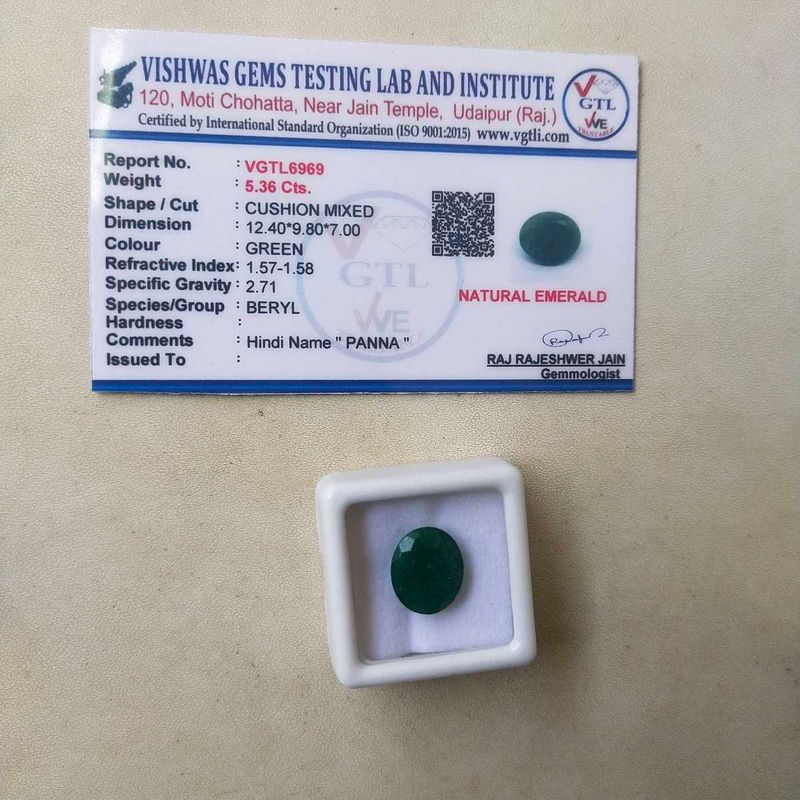 VISHWAS GEMS TESTING LAB AND INSTITUTE
120, Moti Chohatta, Near Jain Temple, Udaipur (Raj.)
Certified by International Standard Organization (ISO 9001:2015) www.vgtli.com
V
GTL
WE
TRUSTABLE
Report No. : VGTL6969
Weight : 5.36 Cts.
Shape / Cut : CUSHION MIXED
Dimension : 12.40*9.80*7.00
Colour : GREEN
Refractive Index : 1.57-1.58
Specific Gravity : 2.71
Species/Group : BERYL
Hardness :
Comments : Hindi Name " PANNA "
Issued To :
GTL
WE
NATURAL EMERALD
RAJ RAJESHWER JAIN
Gemmologist